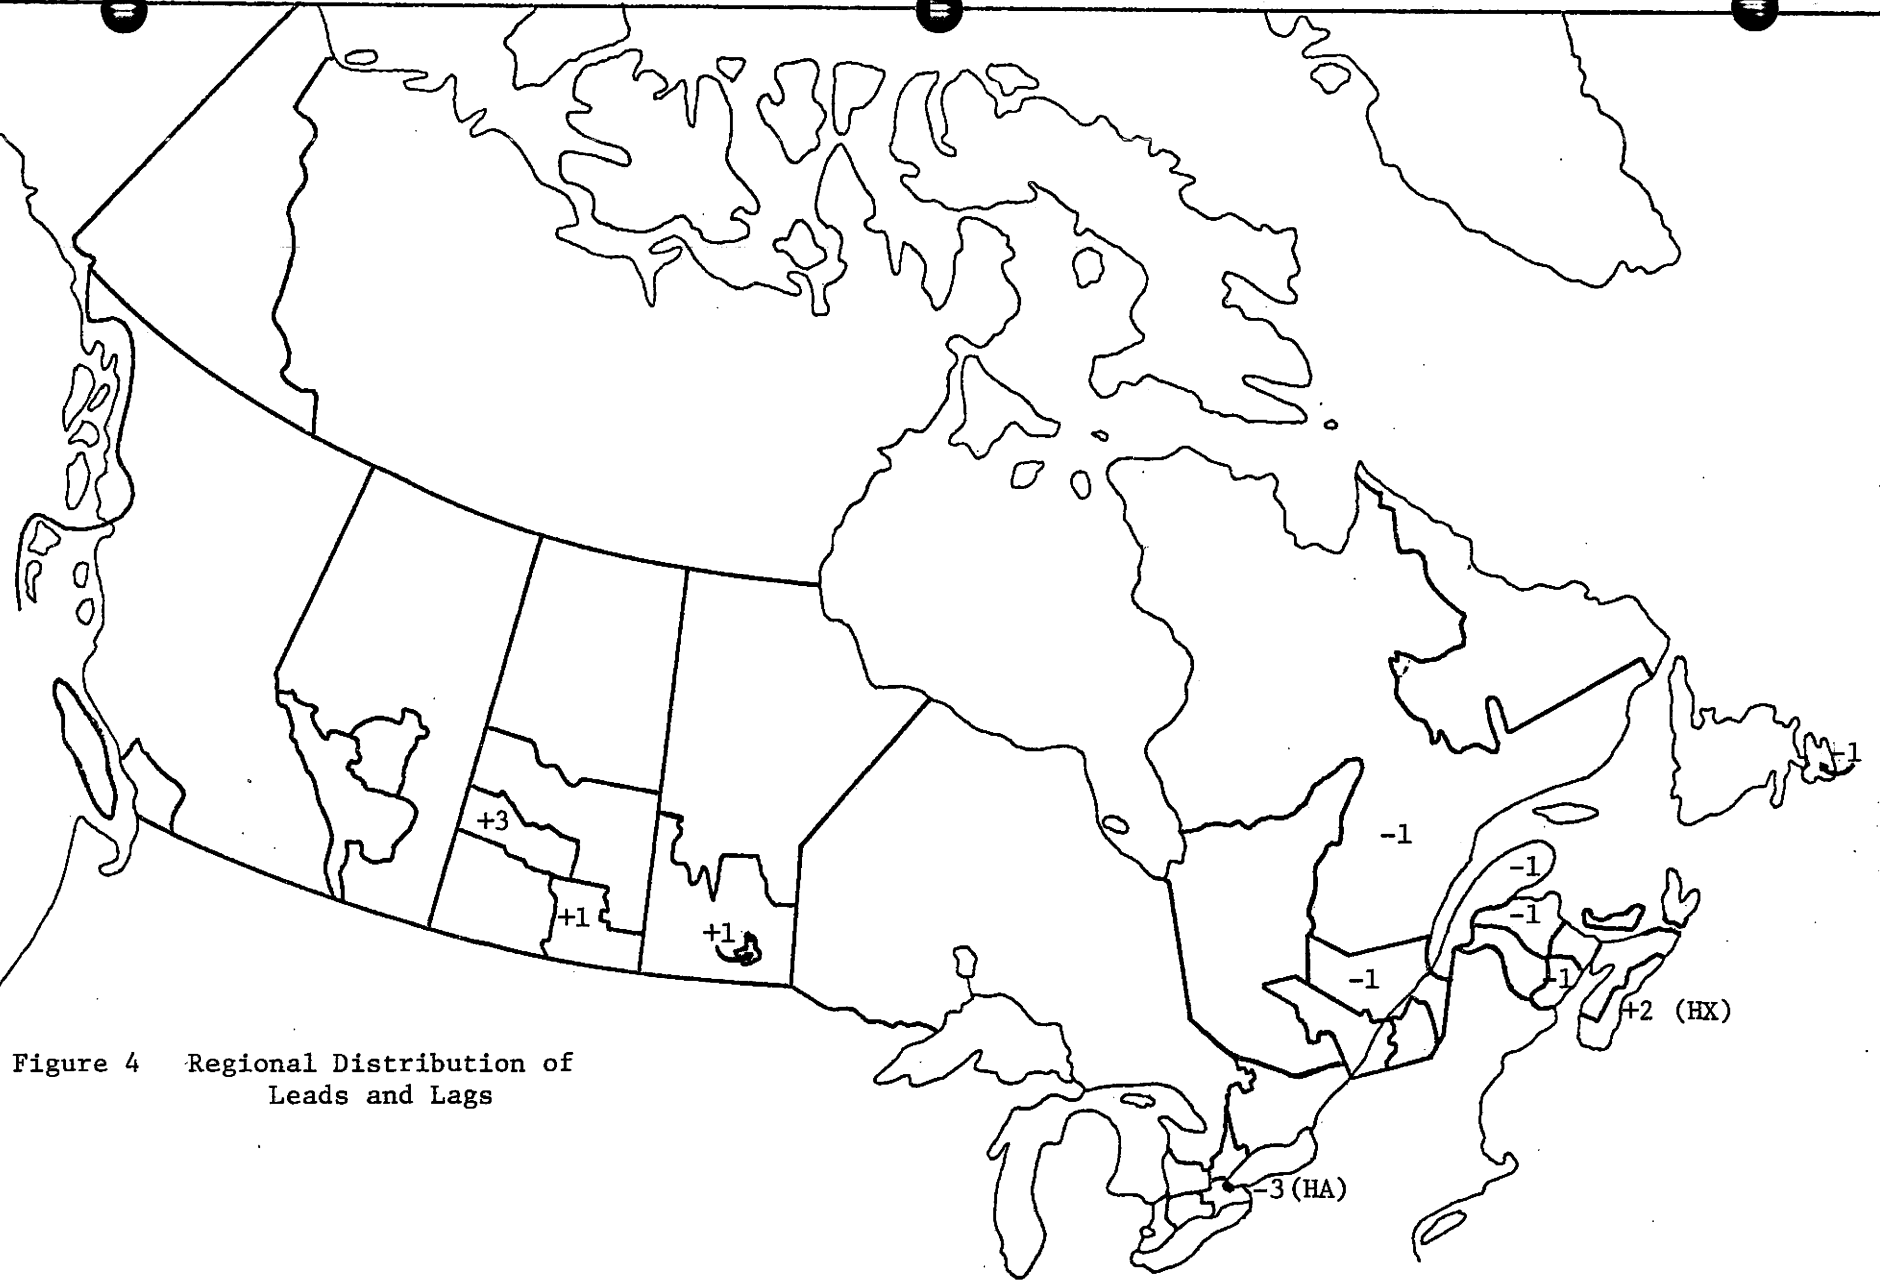 -1
-1
+3
-1
-1
+1
+1
-1
-1
+2 (HX)
Figure 4 Regional Distribution of
Leads and Lags
-3(HA)